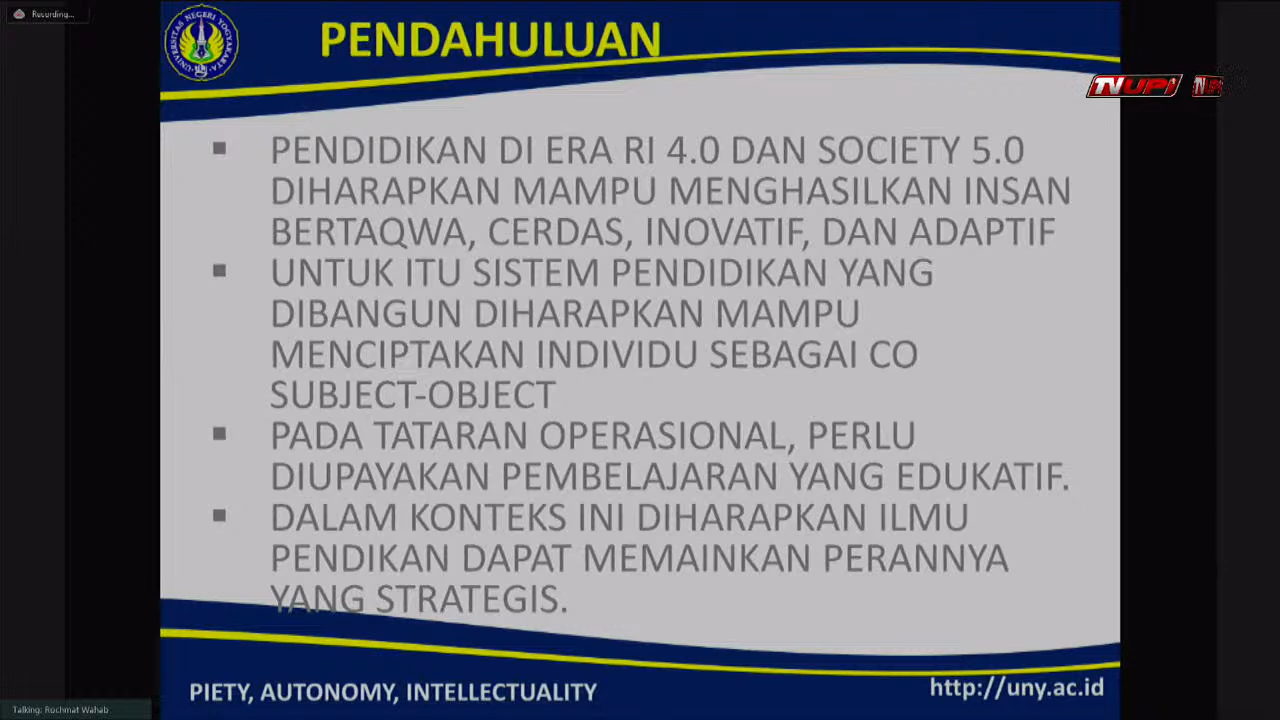 Recording...
PENDAHULUAN
UNIVERSITAS NEGERI YOGYAKARTA
TVUPI
▪ PENDIDIKAN DI ERA RI 4.0 DAN SOCIETY 5.0
DIHARAPKAN MAMPU MENGHASILKAN INSAN
BERTAQWA, CERDAS, INOVATIF, DAN ADAPTIF
▪ UNTUK ITU SISTEM PENDIDIKAN YANG
DIBANGUN DIHARAPKAN MAMPU
MENCIPTAKAN INDIVIDU SEBAGAI CO
SUBJECT-OBJECT
▪ PADA TATARAN OPERASIONAL, PERLU
DIUPAYAKAN PEMBELAJARAN YANG EDUKATIF.
▪ DALAM KONTEKS INI DIHARAPKAN ILMU
PENDIKAN DAPAT MEMAINKAN PERANNYA
YANG STRATEGIS.
PIETY, AUTONOMY, INTELLECTUALITY
http://uny.ac.id
Talking: Rochmat Wahab